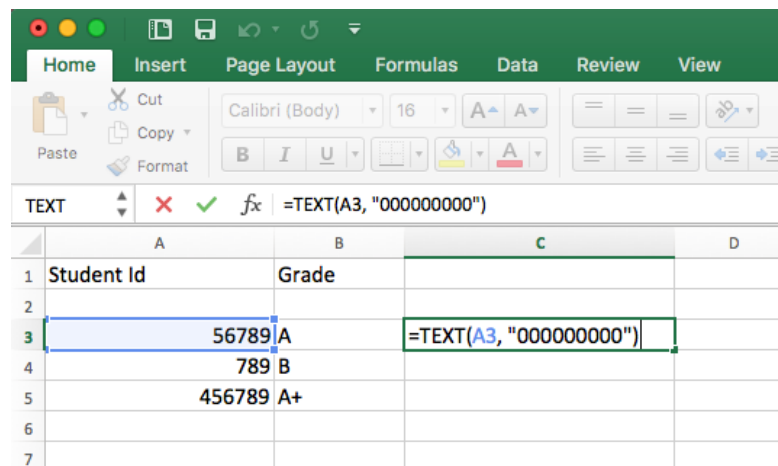 Home Insert Page Layout Formulas Data Review View
Cut
Calibri (Body) 16 A A
Copy
Paste
B I U A
Format
TEXT fx =TEXT(A3, "000000000")
A B C D
1 Student Id Grade
2
3 56789 A =TEXT(A3, "000000000")
4 789 B
5 456789 A+
6
7